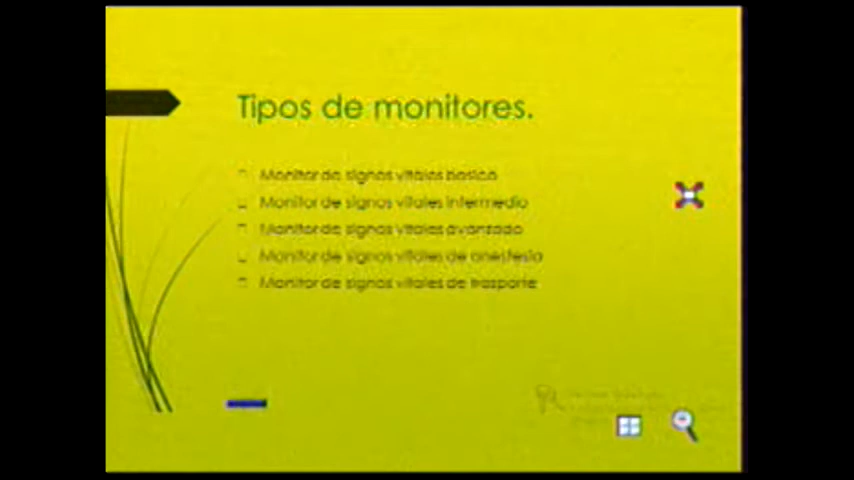 Tipos de monitores.
Monitor de signos vitales basico
Monitor de signos vitales intermedio
Monitor de signos vitales avanzado
Monitor de signos vitales de anestesia
Monitor de signos vitales de trasporte